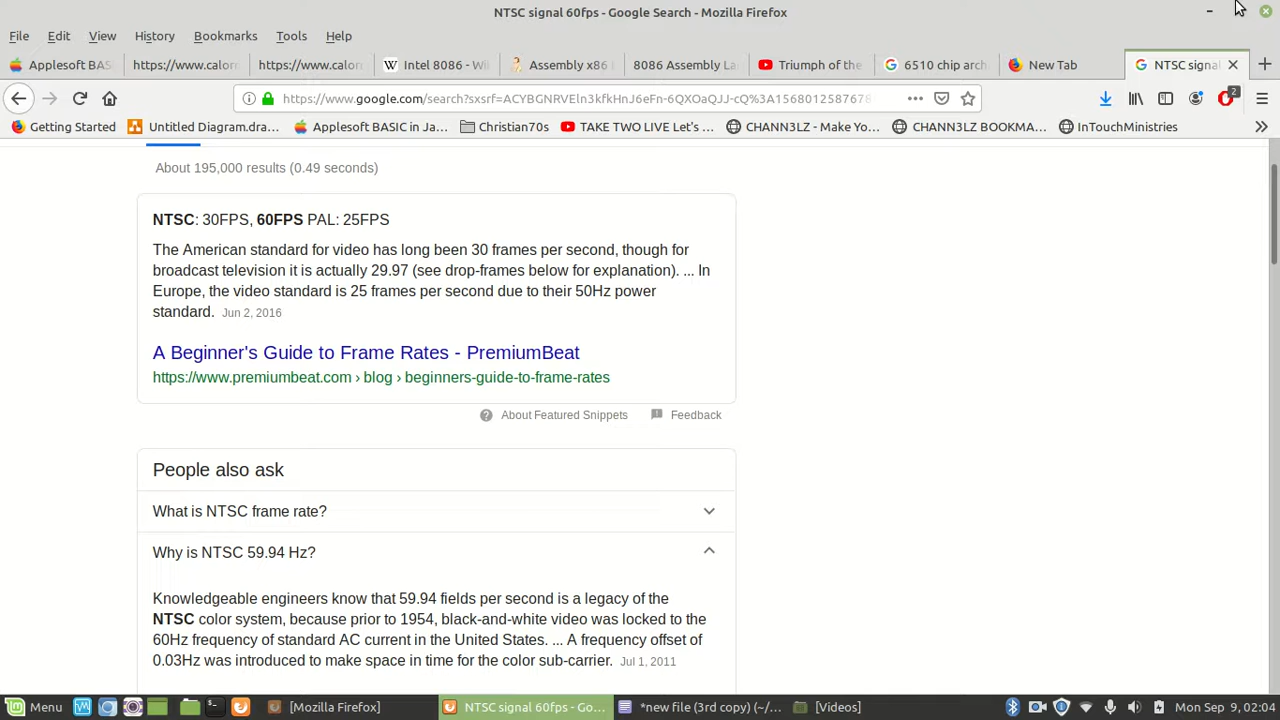 NTSC signal 60fps - Google Search - Mozilla Firefox
File Edit View History Bookmarks Tools Help
Applesoft BAS https://www.calor https://www.calor Intel 8086 - Wi Assembly x86 8086 Assembly La Triumph of the 6510 chip arch New Tab NTSC signal
https://www.google.com/search?sxsrf=ACYBGNRVEln3kfkHnJ6eFn-6QXOaQJJ-cQ%3A1568012587678
2
Getting Started Untitled Diagram.dra... Applesoft BASIC in Ja... Christian70s TAKE TWO LIVE Let's ... CHANN3LZ - Make Yo... CHANN3LZ BOOKMA... InTouchMinistries
About 195,000 results (0.49 seconds)
NTSC: 30FPS, 60FPS PAL: 25FPS
The American standard for video has long been 30 frames per second, though for
broadcast television it is actually 29.97 (see drop-frames below for explanation). ... In
Europe, the video standard is 25 frames per second due to their 50Hz power
standard. Jun 2, 2016
A Beginner's Guide to Frame Rates - PremiumBeat
https://www.premiumbeat.com › blog › beginners-guide-to-frame-rates
About Featured Snippets Feedback
People also ask
What is NTSC frame rate?
Why is NTSC 59.94 Hz?
Knowledgeable engineers know that 59.94 fields per second is a legacy of the
NTSC color system, because prior to 1954, black-and-white video was locked to the
60Hz frequency of standard AC current in the United States. ... A frequency offset of
0.03Hz was introduced to make space in time for the color sub-carrier. Jul 1, 2011
Menu [Mozilla Firefox] NTSC signal 60fps - Go... *new file (3rd copy) (~/... [Videos] Mon Sep 9, 02:04